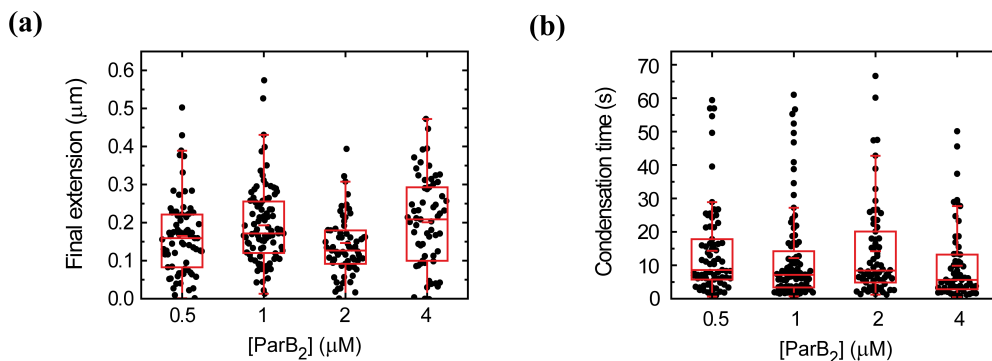 (a)
Final extension (μm)
0.6
0.5
0.4
0.3
0.2
0.1
0.0
0.5 1 2 4
[ParB₂] (μM)
(b)
Condensation time (s)
70
60
50
40
30
20
10
0
0.5 1 2 4
[ParB₂] (μM)